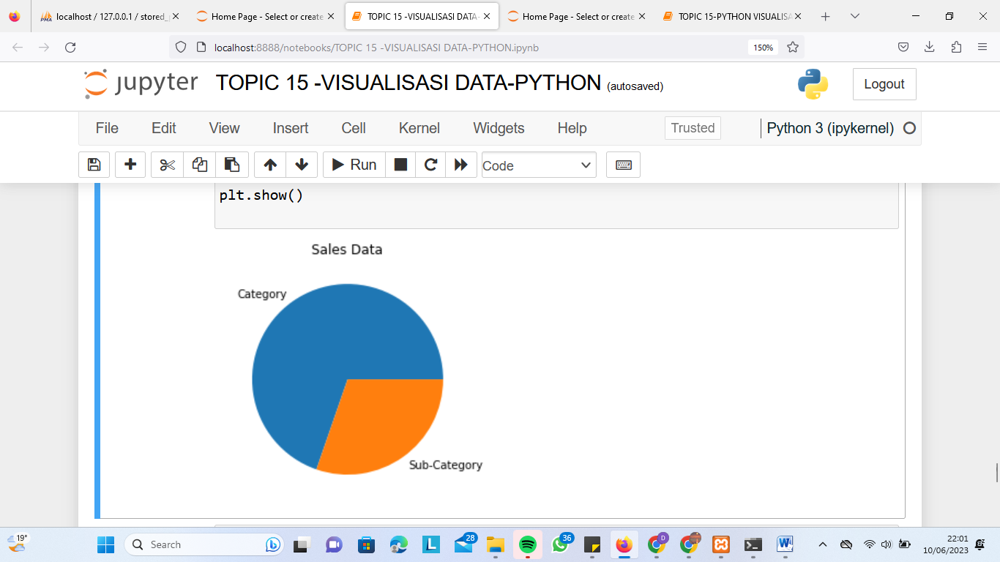 localhost / 127.0.0.1 / stored_
Home Page - Select or create
TOPIC 15 -VISUALISASI DATA-
Home Page - Select or create
TOPIC 15-PYTHON VISUALISA
localhost:8888/notebooks/TOPIC 15 -VISUALISASI DATA-PYTHON.ipynb
150%
jupyter
TOPIC 15 -VISUALISASI DATA-PYTHON (autosaved)
Logout
File
Edit
View
Insert
Cell
Kernel
Widgets
Help
Trusted
Python 3 (ipykernel)
Run
Code
plt.show()
Sales Data
Category
Sub-Category
19°
Search
L
28
36
D
W
22:01
10/06/2023